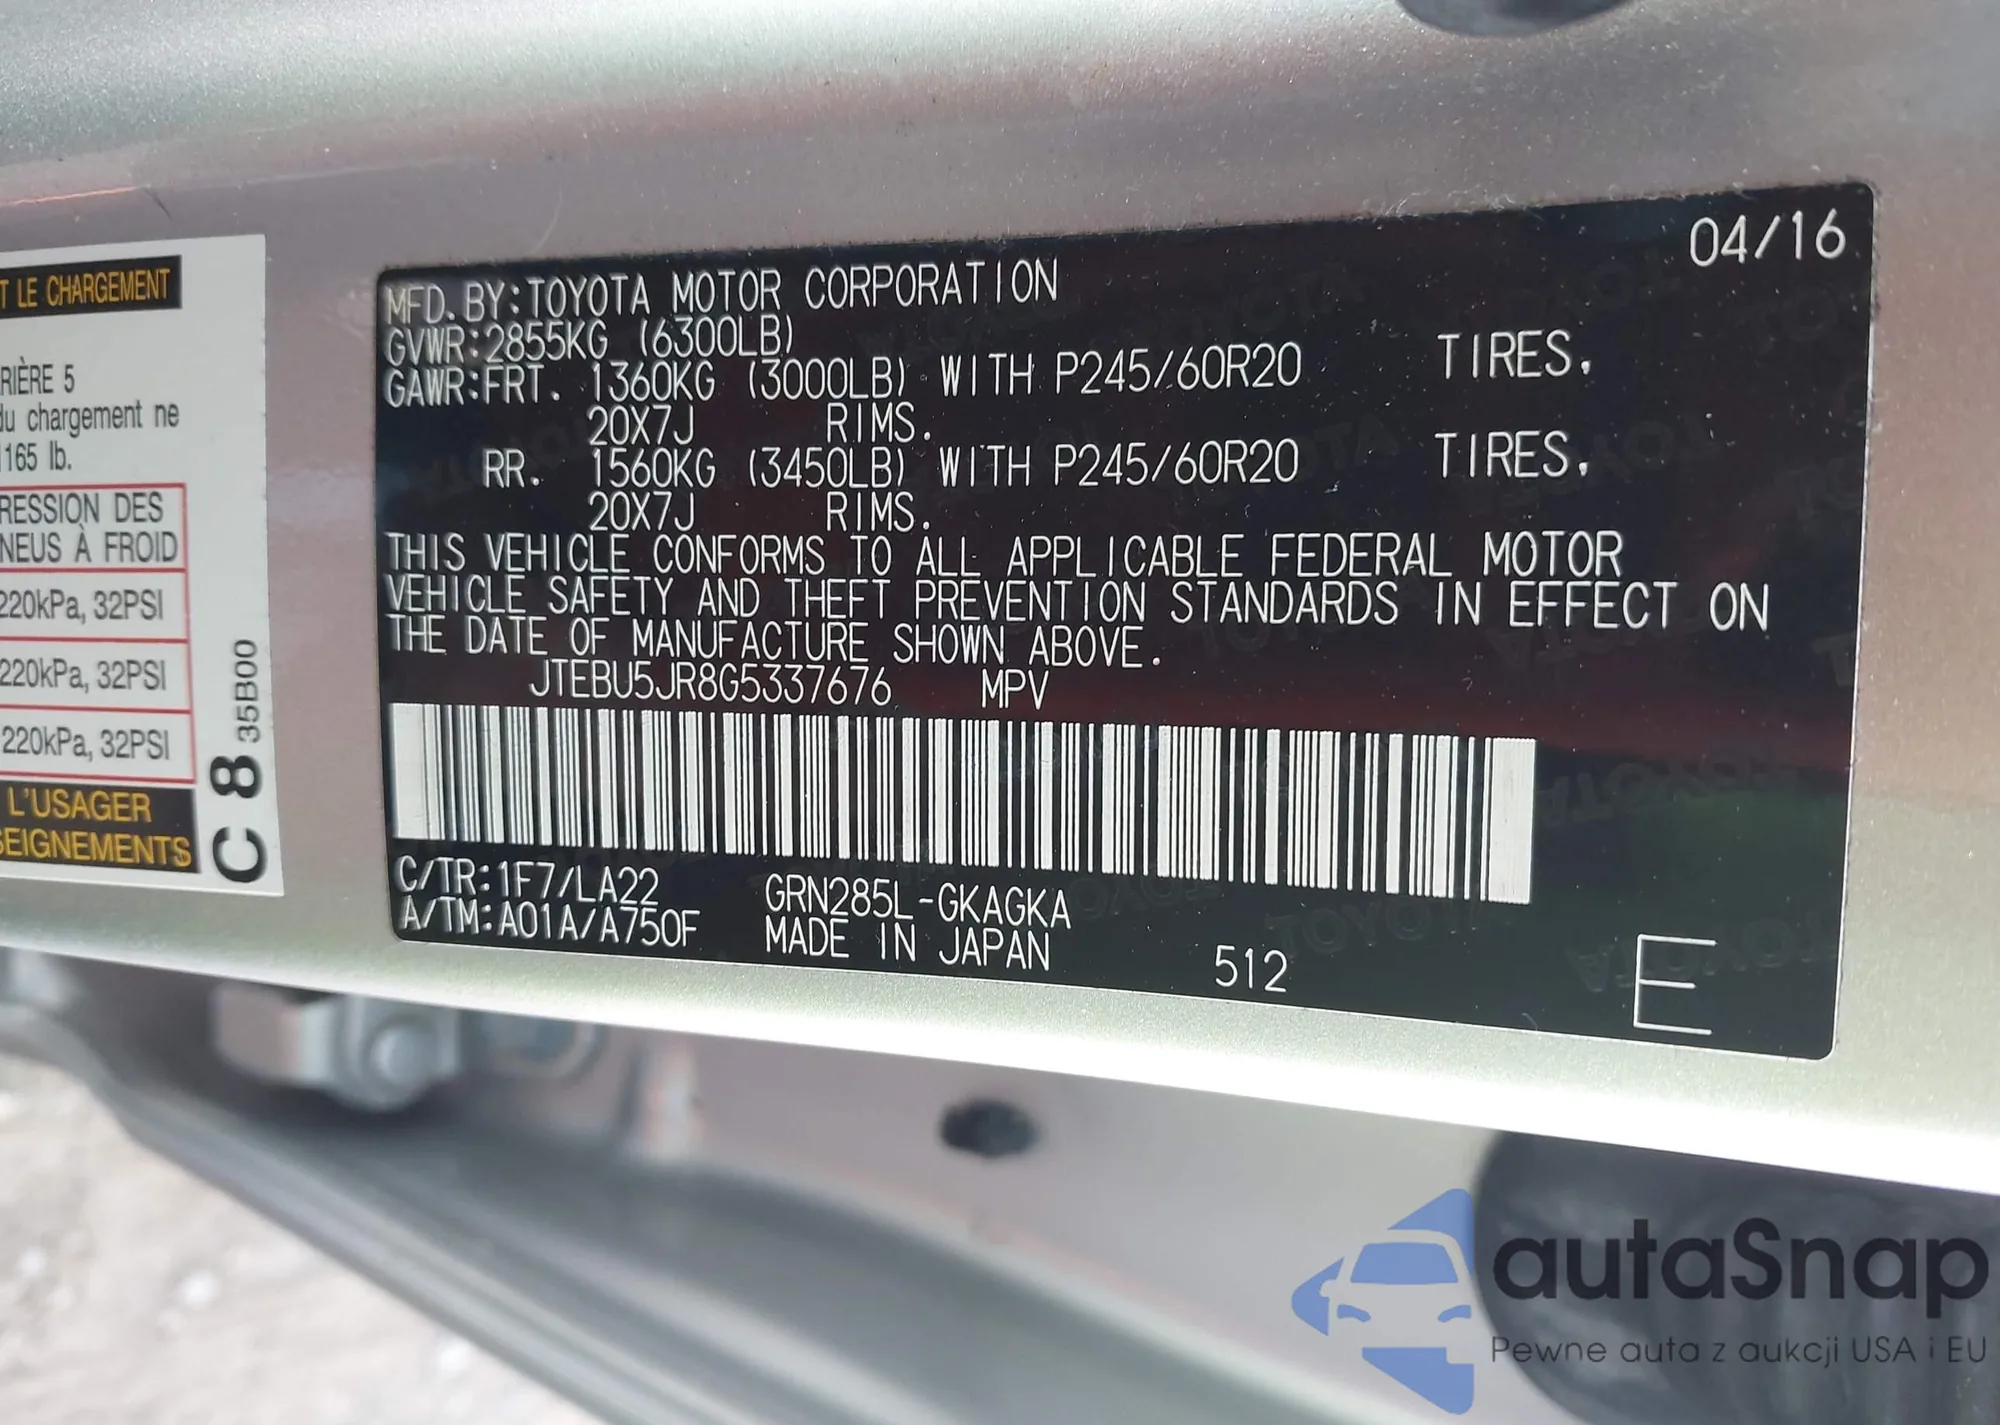 T LE CHARGEMENT
RIÈRE 5
du chargement ne
1165 lb.
RESSION DES
NEUS À FROID
220kPa, 32PSI
220kPa, 32PSI
220kPa, 32PSI
L'USAGER
SEIGNEMENTS
C 8 35B00
04/16
MFD. BY:TOYOTA MOTOR CORPORATION
GVWR:2855KG (6300LB)
GAWR:FRT. 1360KG (3000LB) WITH P245/60R20 TIRES,
20X7J RIMS.
RR. 1560KG (3450LB) WITH P245/60R20 TIRES,
20X7J RIMS.
THIS VEHICLE CONFORMS TO ALL APPLICABLE FEDERAL MOTOR
VEHICLE SAFETY AND THEFT PREVENTION STANDARDS IN EFFECT ON
THE DATE OF MANUFACTURE SHOWN ABOVE.
JTEBU5JR8G5337676 MPV
C/TR:1F7/LA22 GRN285L-GKAGKA
A/TM:A01A/A750F MADE IN JAPAN 512 E
autoSnap
Pewne auta z aukcji USA i EU